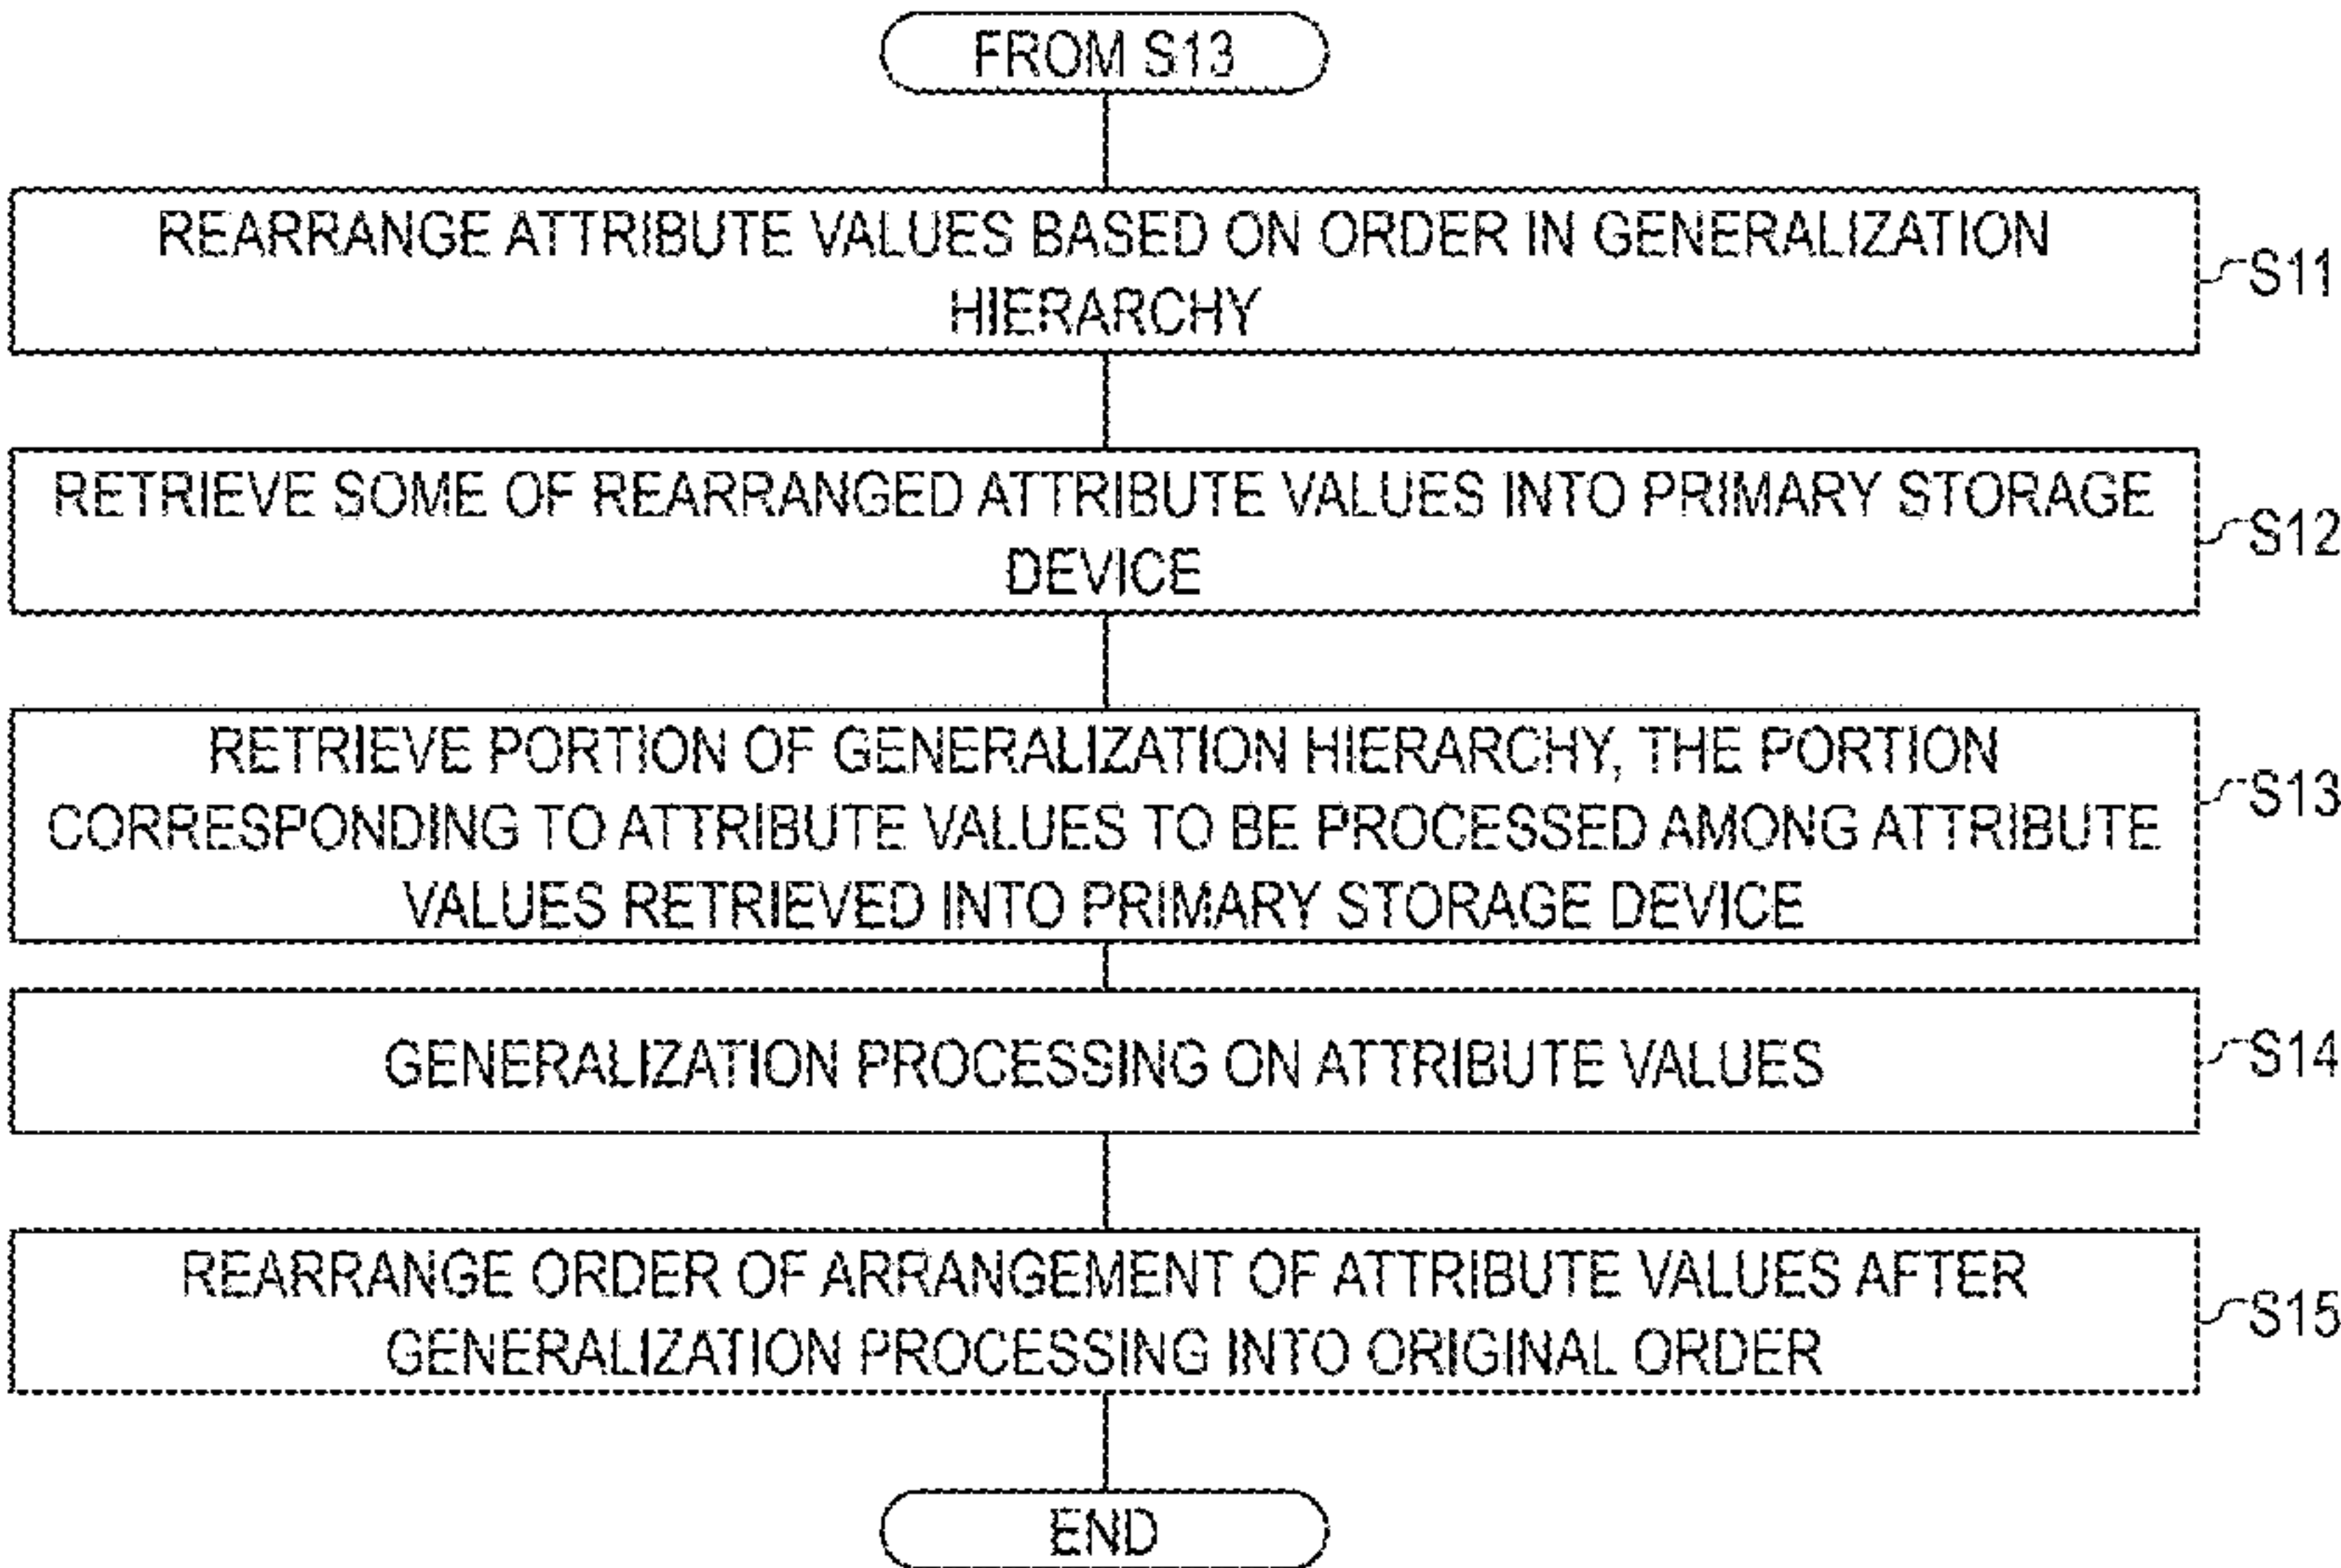 FROM S13
REARRANGE ATTRIBUTE VALUES BASED ON ORDER IN GENERALIZATION
HIERARCHY
S11
RETRIEVE SOME OF REARRANGED ATTRIBUTE VALUES INTO PRIMARY STORAGE
DEVICE
S12
RETRIEVE PORTION OF GENERALIZATION HIERARCHY, THE PORTION
CORRESPONDING TO ATTRIBUTE VALUES TO BE PROCESSED AMONG ATTRIBUTE
VALUES RETRIEVED INTO PRIMARY STORAGE DEVICE
S13
GENERALIZATION PROCESSING ON ATTRIBUTE VALUES
S14
REARRANGE ORDER OF ARRANGEMENT OF ATTRIBUTE VALUES AFTER
GENERALIZATION PROCESSING INTO ORIGINAL ORDER
S15
END